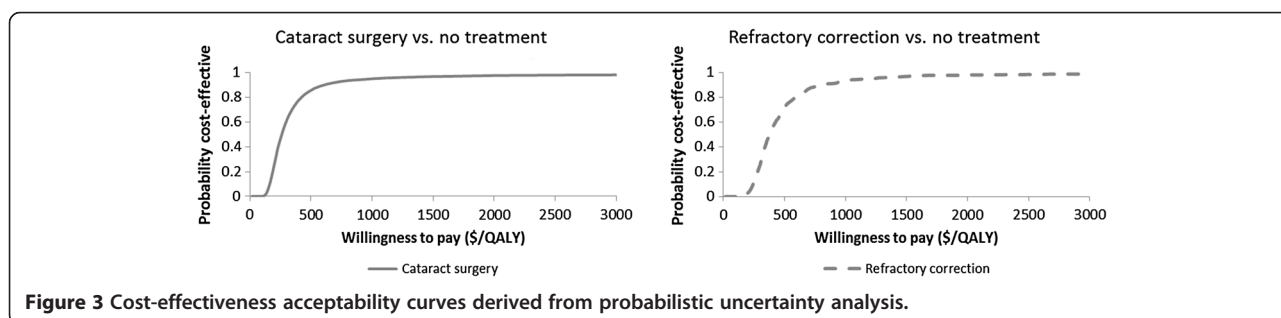 Cataract surgery vs. no treatment
Probability cost-effective
1
0.8
0.6
0.4
0.2
0
0 500 1000 1500 2000 2500 3000
Willingness to pay ($/QALY)
Cataract surgery
Refractory correction vs. no treatment
Probability cost-effective
1
0.8
0.6
0.4
0.2
0
0 500 1000 1500 2000 2500 3000
Willingness to pay ($/QALY)
Refractory correction
Figure 3 Cost-effectiveness acceptability curves derived from probabilistic uncertainty analysis.